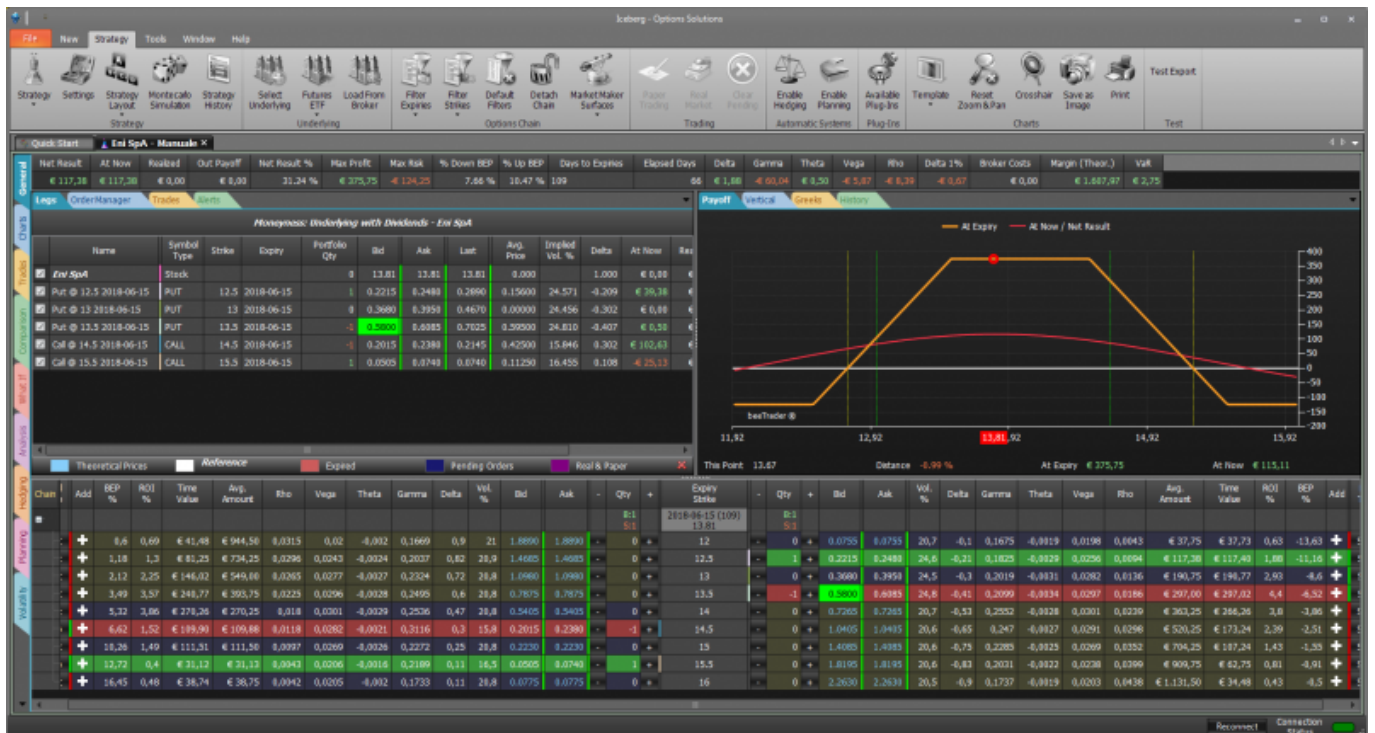 Iceberg - Options Solutions
File New Strategy Tools Window Help
Strategy Settings Strategy Layout Montecarlo Simulation Strategy History Select Underlying Futures ETF Load From Broker Filter Expiries Filter Strikes Default Filters Detach Chain Market Maker Surfaces Paper Trading Real Market Clear Pending Enable Hedging Enable Planning Available Plug-Ins Template Reset Zoom & Pan Crosshair Save as Image Print Test Export
Strategy Underlying Options Chain Trading Automatic Systems Plug-Ins Charts Test
Quick Start Eni SpA - Manuale ×
Net Result At Now Realized Out Payoff Net Result % Max Profit Max Risk % Down BEP % Up BEP Days to Expiries Elapsed Days Delta Gamma Theta Vega Rho Delta 1% Broker Costs Margin (Theor.) VaR
€ 117,38 € 117,38 € 0,00 € 0,00 31.24 % € 375,75 -€ 124,25 7.66 % 10.47 % 109 66 € 1,88 -€ 60,04 € 0,50 -€ 5,87 -€ 8,39 -€ 0,67 € 0,00 € 1.687,97 € 2,75
General
Charts
Trades
Comparison
What If
Analysis
Hedging
Planning
Volatility
Legs Order Manager Trades Alerts
Moneyness: Underlying with Dividends - Eni SpA
Name Symbol Type Strike Expiry Portfolio Qty Bid Ask Last Avg. Price Implied Vol. % Delta At Now
Eni SpA Stock 0 13.81 13.81 13.81 0.000 1.000 € 0,00
Put @ 12.5 2018-06-15 PUT 12.5 2018-06-15 1 0.2215 0.2480 0.2890 0.15600 24.571 -0.209 € 39,38
Put @ 13 2018-06-15 PUT 13 2018-06-15 0 0.3680 0.3950 0.4670 0.00000 24.456 -0.302 € 0,00
Put @ 13.5 2018-06-15 PUT 13.5 2018-06-15 -1 0.5800 0.6085 0.7025 0.59500 24.810 -0.407 € 0,50
Call @ 14.5 2018-06-15 CALL 14.5 2018-06-15 -1 0.2015 0.2380 0.2145 0.42500 15.846 0.302 € 102,63
Call @ 15.5 2018-06-15 CALL 15.5 2018-06-15 1 0.0505 0.0740 0.0740 0.11250 16.455 0.108 -€ 25,13
Theoretical Prices Reference Expired Pending Orders Real & Paper
Payoff Vertical Greeks History
At Expiry At Now / Net Result
400
350
250
200
150
100
50
0
-50
-100
-150
-200
beeTrader ®
11,92 12,92 13,81 ,92 14,92 15,92
This Point 13.67 Distance -0.99 % At Expiry € 375,75 At Now € 115,11
Chain Add BEP % ROI % Time Value Avg. Amount Rho Vega Theta Gamma Delta Vol. % Bid Ask - Qty + Expiry Strike - Qty + Bid Ask Vol. % Delta Gamma Theta Vega Rho Avg. Amount Time Value ROI % BEP % Add
B:1 S:1 2018-06-15 (109) 13.81 B:1 S:1
0,6 0,69 € 41,48 € 944,50 0,0315 0,02 -0,002 0,1669 0,9 21 1.8890 1.8890 - 0 + 12 - 0 + 0.0755 0.0755 20,7 -0,1 0,1675 -0,0019 0,0198 0,0043 € 37,75 € 37,73 0,63 -13,63
1,18 1,3 € 81,25 € 734,25 0,0296 0,0243 -0,0024 0,2037 0,82 20,9 1.4685 1.4685 - 0 + 12.5 - 1 + 0.2215 0.2480 24,6 -0,21 0,1825 -0,0029 0,0256 0,0094 € 117,38 € 117,40 1,88 -11,16
2,12 2,25 € 146,02 € 549,00 0,0265 0,0277 -0,0027 0,2324 0,72 20,8 1.0980 1.0980 - 0 + 13 - 0 + 0.3680 0.3950 24,5 -0,3 0,2019 -0,0031 0,0282 0,0136 € 190,75 € 190,77 2,93 -8,6
3,49 3,57 € 240,77 € 393,75 0,0225 0,0296 -0,0028 0,2495 0,6 20,8 0.7875 0.7875 - 0 + 13.5 - -1 + 0.5800 0.6085 24,8 -0,41 0,2099 -0,0034 0,0297 0,0186 € 297,00 € 297,02 4,4 -6,52
5,32 3,86 € 270,26 € 270,25 0,018 0,0301 -0,0029 0,2536 0,47 20,8 0.5405 0.5405 - 0 + 14 - 0 + 0.7265 0.7265 20,7 -0,53 0,2552 -0,0028 0,0301 0,0239 € 363,25 € 266,26 3,8 -3,86
6,62 1,52 € 109,90 € 109,88 0,0118 0,0282 -0,0021 0,3116 0,3 15,8 0.2015 0.2380 - -1 + 14.5 - 0 + 1.0405 1.0405 20,6 -0,65 0,247 -0,0027 0,0291 0,0298 € 520,25 € 173,24 2,39 -2,51
10,26 1,49 € 111,51 € 111,50 0,0097 0,0269 -0,0026 0,2272 0,25 20,8 0.2230 0.2230 - 0 + 15 - 0 + 1.4085 1.4085 20,6 -0,75 0,2285 -0,0025 0,0269 0,0352 € 704,25 € 107,24 1,43 -1,55
12,72 0,4 € 31,12 € 31,13 0,0043 0,0206 -0,0016 0,2189 0,11 16,5 0.0505 0.0740 - 1 + 15.5 - 0 + 1.8195 1.8195 20,6 -0,83 0,2031 -0,0022 0,0238 0,0399 € 909,75 € 62,75 0,81 -0,91
16,45 0,48 € 38,74 € 38,75 0,0042 0,0205 -0,002 0,1733 0,11 20,8 0.0775 0.0775 - 0 + 16 - 0 + 2.2630 2.2630 20,5 -0,9 0,1737 -0,0019 0,0203 0,0438 € 1.131,50 € 34,48 0,43 -0,5
Reconnect Connection Status